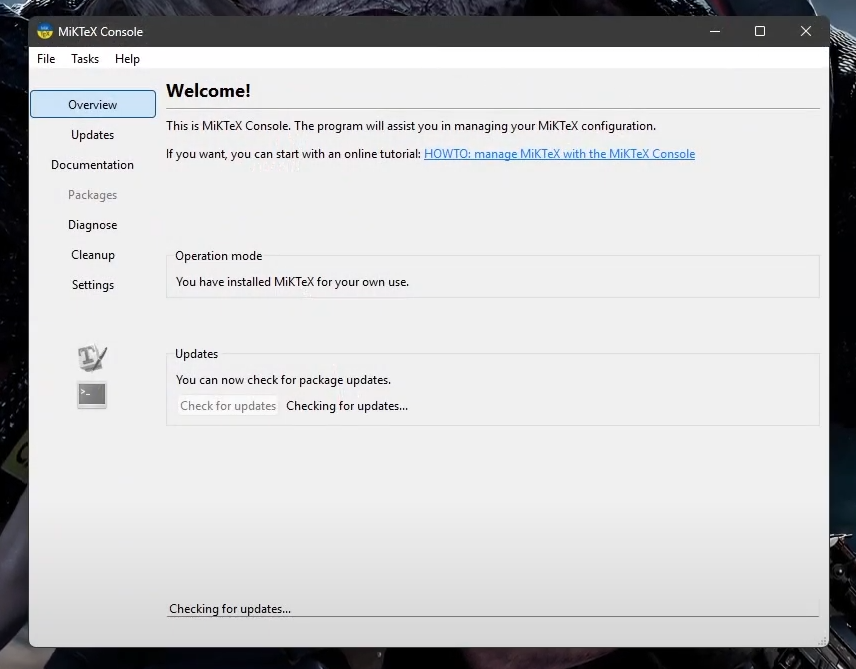 MiKTeX Console
File Tasks Help
Overview
Updates
Documentation
Packages
Diagnose
Cleanup
Settings
Welcome!
This is MiKTeX Console. The program will assist you in managing your MiKTeX configuration.
If you want, you can start with an online tutorial: HOWTO: manage MiKTeX with the MiKTeX Console
Operation mode
You have installed MiKTeX for your own use.
Updates
You can now check for package updates.
Check for updates Checking for updates...
Checking for updates...